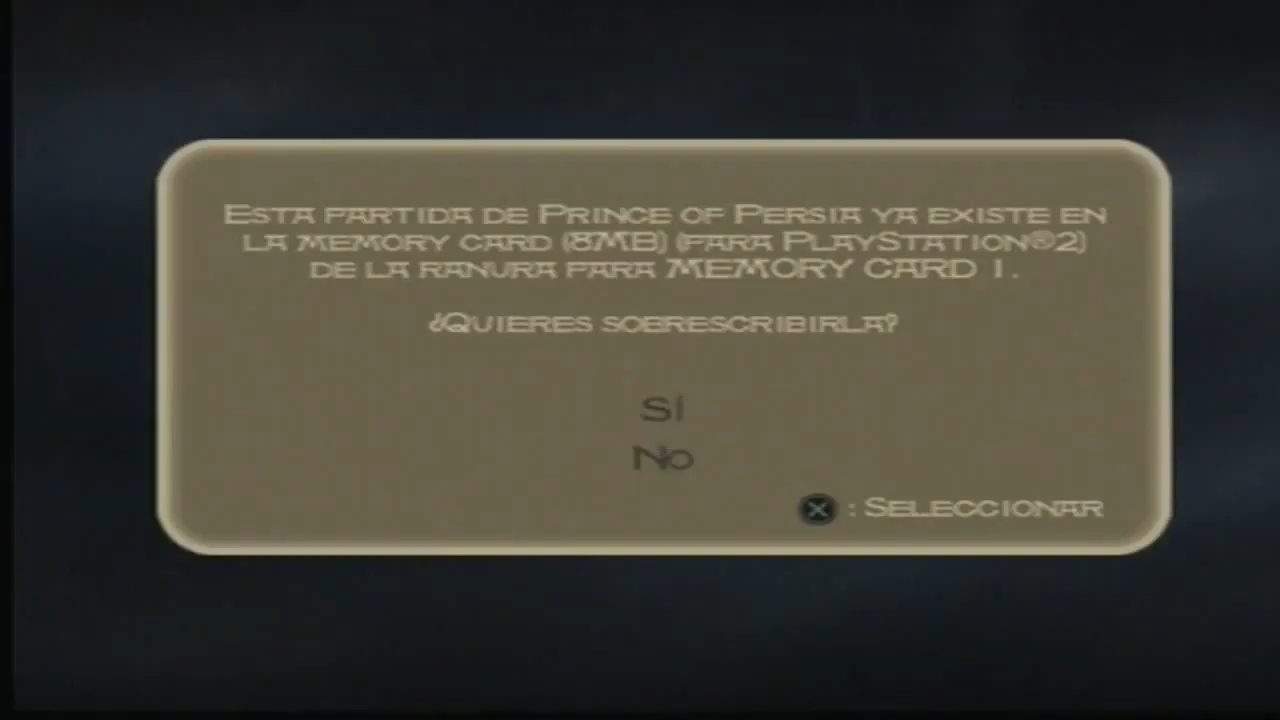 Esta partida de Prince of Persia ya existe en
la memory card (8MB) (para PlayStation®2)
de la ranura para MEMORY CARD 1.
¿Quieres sobrescribirla?
Sí
No
: Seleccionar